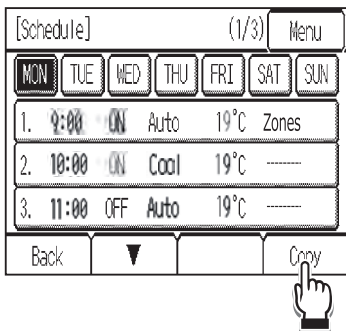 [Schedule] (1/3) Menu
MON TUE WED THU FRI SAT SUN
1. 9:00 ON Auto 19°C Zones
2. 10:00 ON Cool 19°C --------
3. 11:00 OFF Auto 19°C --------
Back ▼ Copy